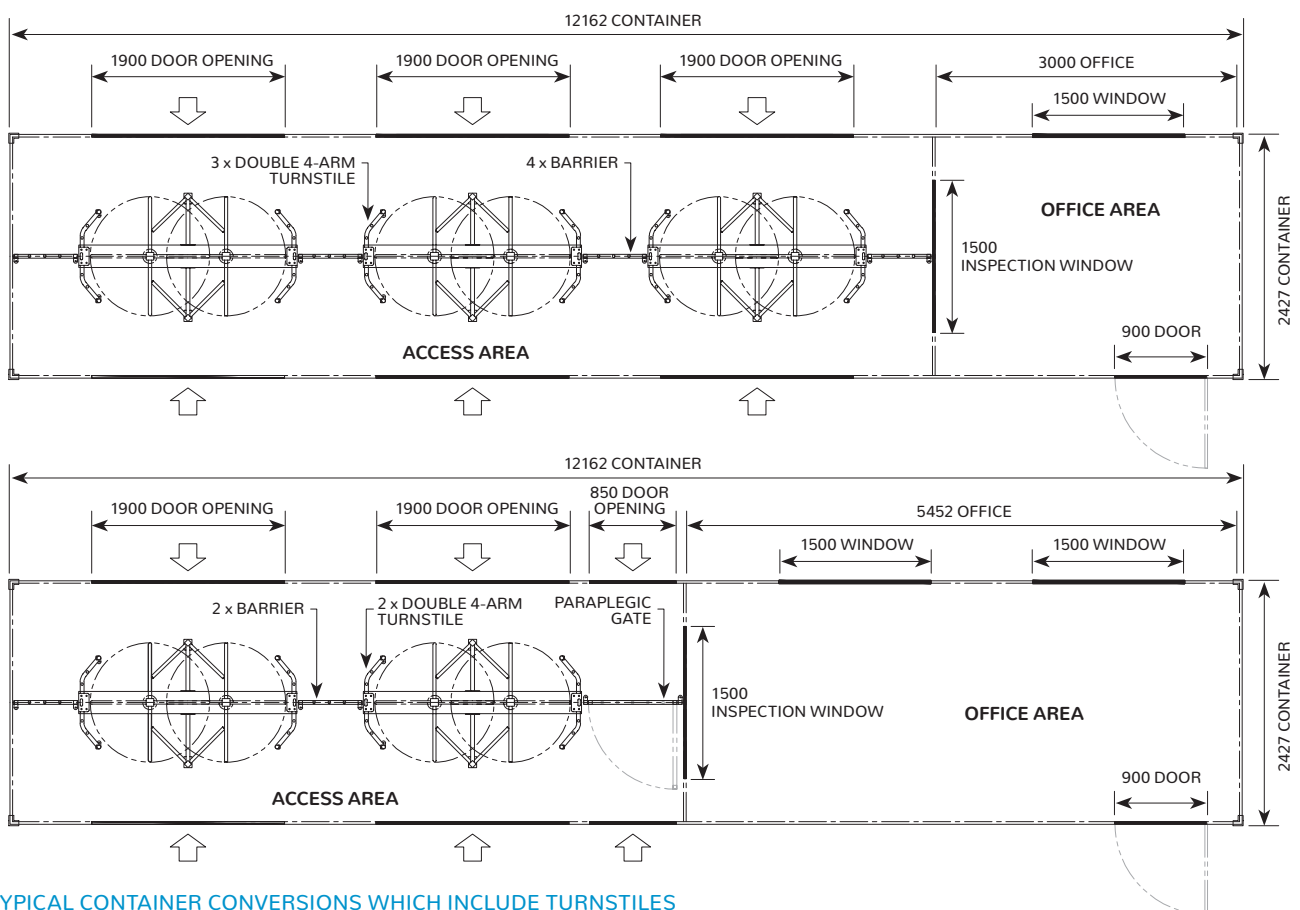 12162 CONTAINER
1900 DOOR OPENING
1900 DOOR OPENING
1900 DOOR OPENING
3000 OFFICE
1500 WINDOW
3 x DOUBLE 4-ARM
TURNSTILE
4 x BARRIER
OFFICE AREA
1500
INSPECTION WINDOW
2427 CONTAINER
900 DOOR
ACCESS AREA
12162 CONTAINER
1900 DOOR OPENING
1900 DOOR OPENING
850 DOOR
OPENING
5452 OFFICE
1500 WINDOW
1500 WINDOW
2 x BARRIER
2 x DOUBLE 4-ARM
TURNSTILE
PARAPLEGIC
GATE
1500
INSPECTION WINDOW
OFFICE AREA
2427 CONTAINER
900 DOOR
ACCESS AREA
YPICAL CONTAINER CONVERSIONS WHICH INCLUDE TURNSTILES